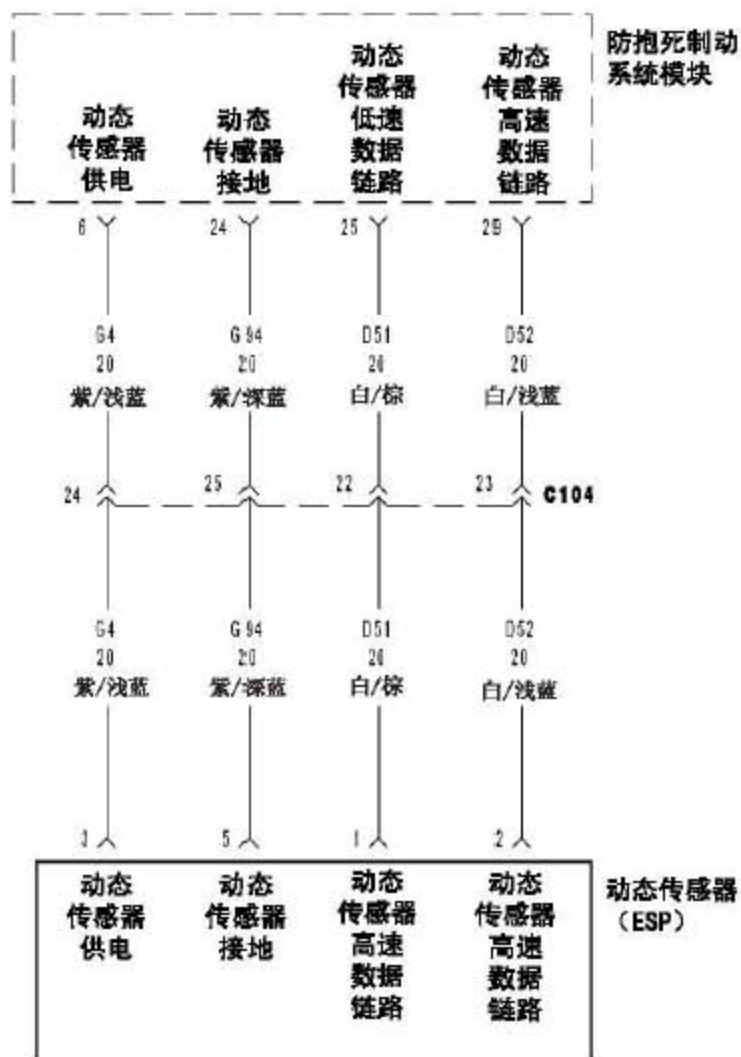 防抱死制动
系统模块
动态
传感器
供电
动态
传感器
接地
动态
传感器
低速
数据
链路
动态
传感器
高速
数据
链路
6
24
25
G4
20
紫/浅蓝
G94
20
紫/深蓝
D51
20
白/棕
D52
20
白/浅蓝
24
25
22
23
C104
G4
20
紫/浅蓝
G94
20
紫/深蓝
D51
20
白/棕
D52
20
白/浅蓝
3
5
1
2
动态
传感器
供电
动态
传感器
接地
动态
传感器
高速
数据
链路
动态
传感器
高速
数据
链路
动态传感器
（ESP）